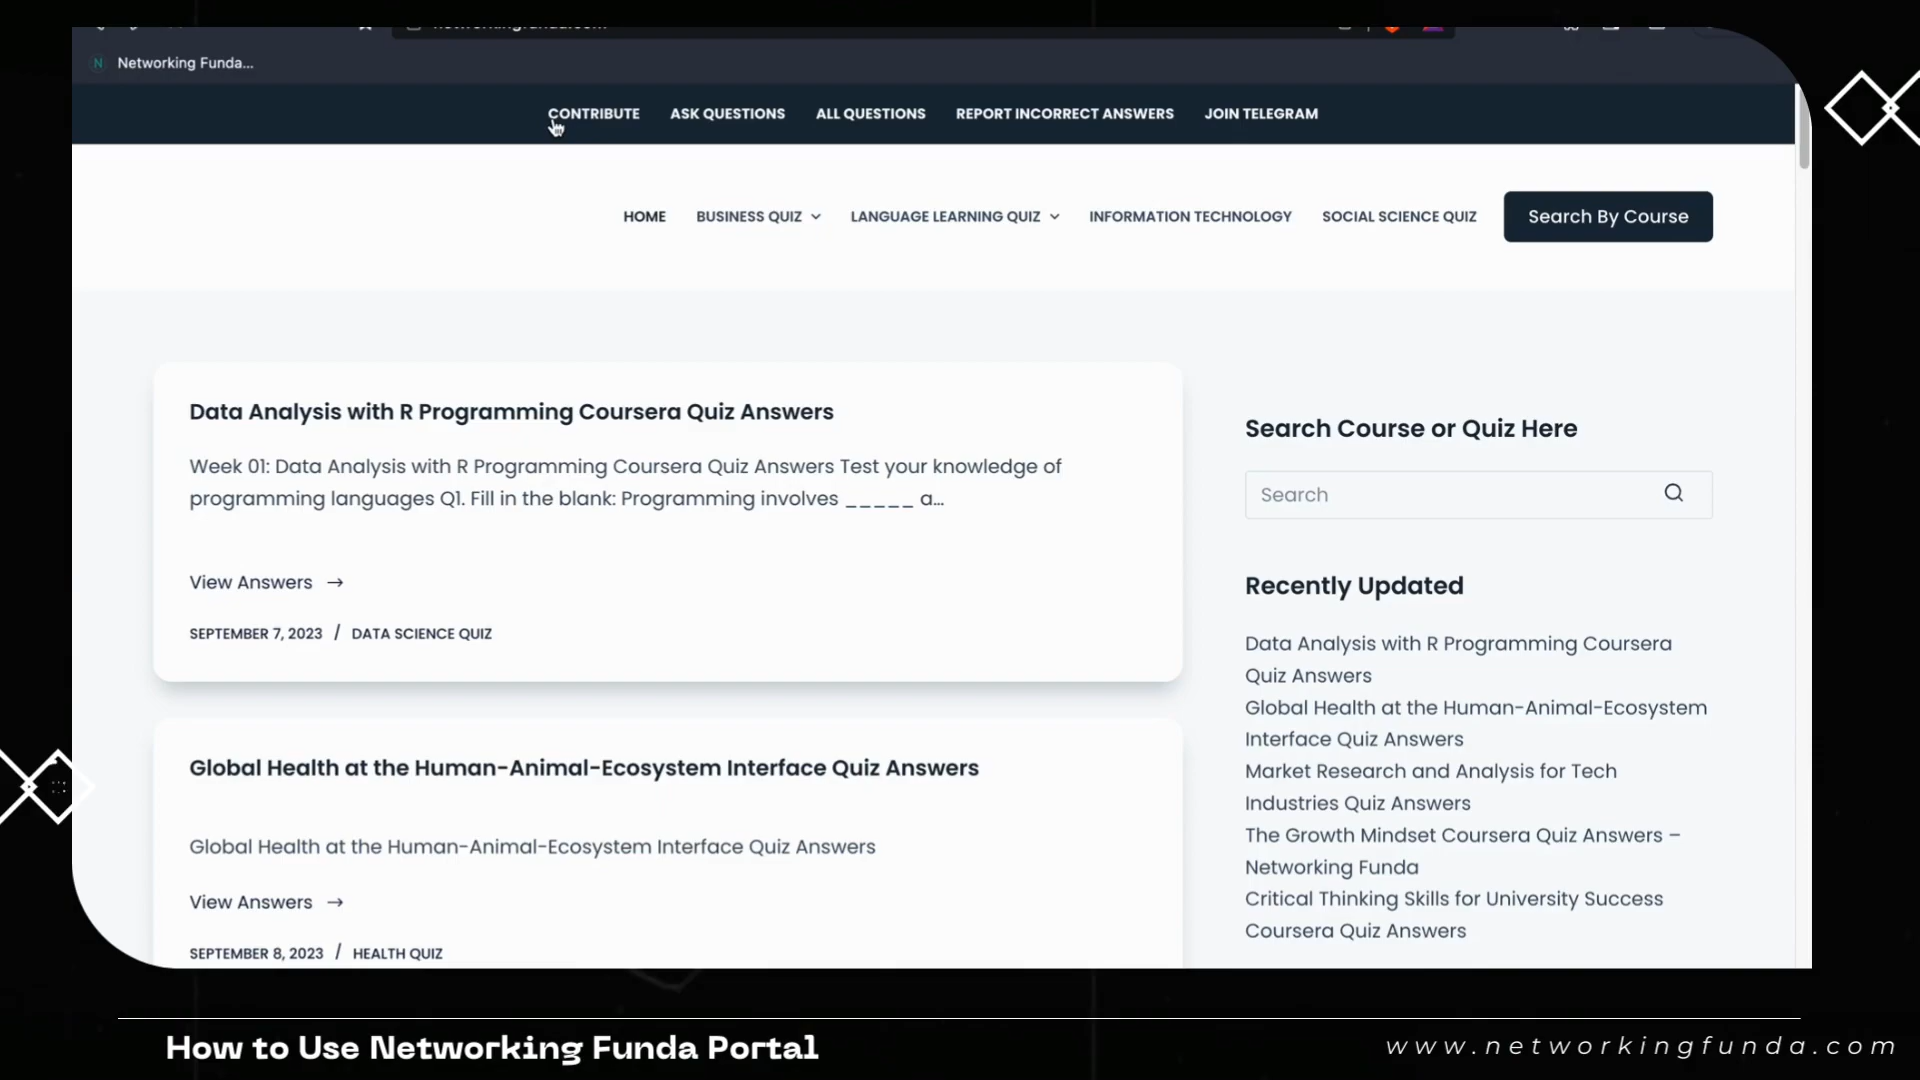 Networking Funda...
CONTRIBUTE ASK QUESTIONS ALL QUESTIONS REPORT INCORRECT ANSWERS JOIN TELEGRAM
HOME BUSINESS QUIZ LANGUAGE LEARNING QUIZ INFORMATION TECHNOLOGY SOCIAL SCIENCE QUIZ Search By Course
Data Analysis with R Programming Coursera Quiz Answers
Week 01: Data Analysis with R Programming Coursera Quiz Answers Test your knowledge of
programming languages Q1. Fill in the blank: Programming involves _____ a...
View Answers →
SEPTEMBER 7, 2023 / DATA SCIENCE QUIZ
Global Health at the Human-Animal-Ecosystem Interface Quiz Answers
Global Health at the Human-Animal-Ecosystem Interface Quiz Answers
View Answers →
SEPTEMBER 8, 2023 / HEALTH QUIZ
Search Course or Quiz Here
Search
Recently Updated
Data Analysis with R Programming Coursera
Quiz Answers
Global Health at the Human-Animal-Ecosystem
Interface Quiz Answers
Market Research and Analysis for Tech
Industries Quiz Answers
The Growth Mindset Coursera Quiz Answers –
Networking Funda
Critical Thinking Skills for University Success
Coursera Quiz Answers
How to Use Networking Funda Portal
www.networkingfunda.com